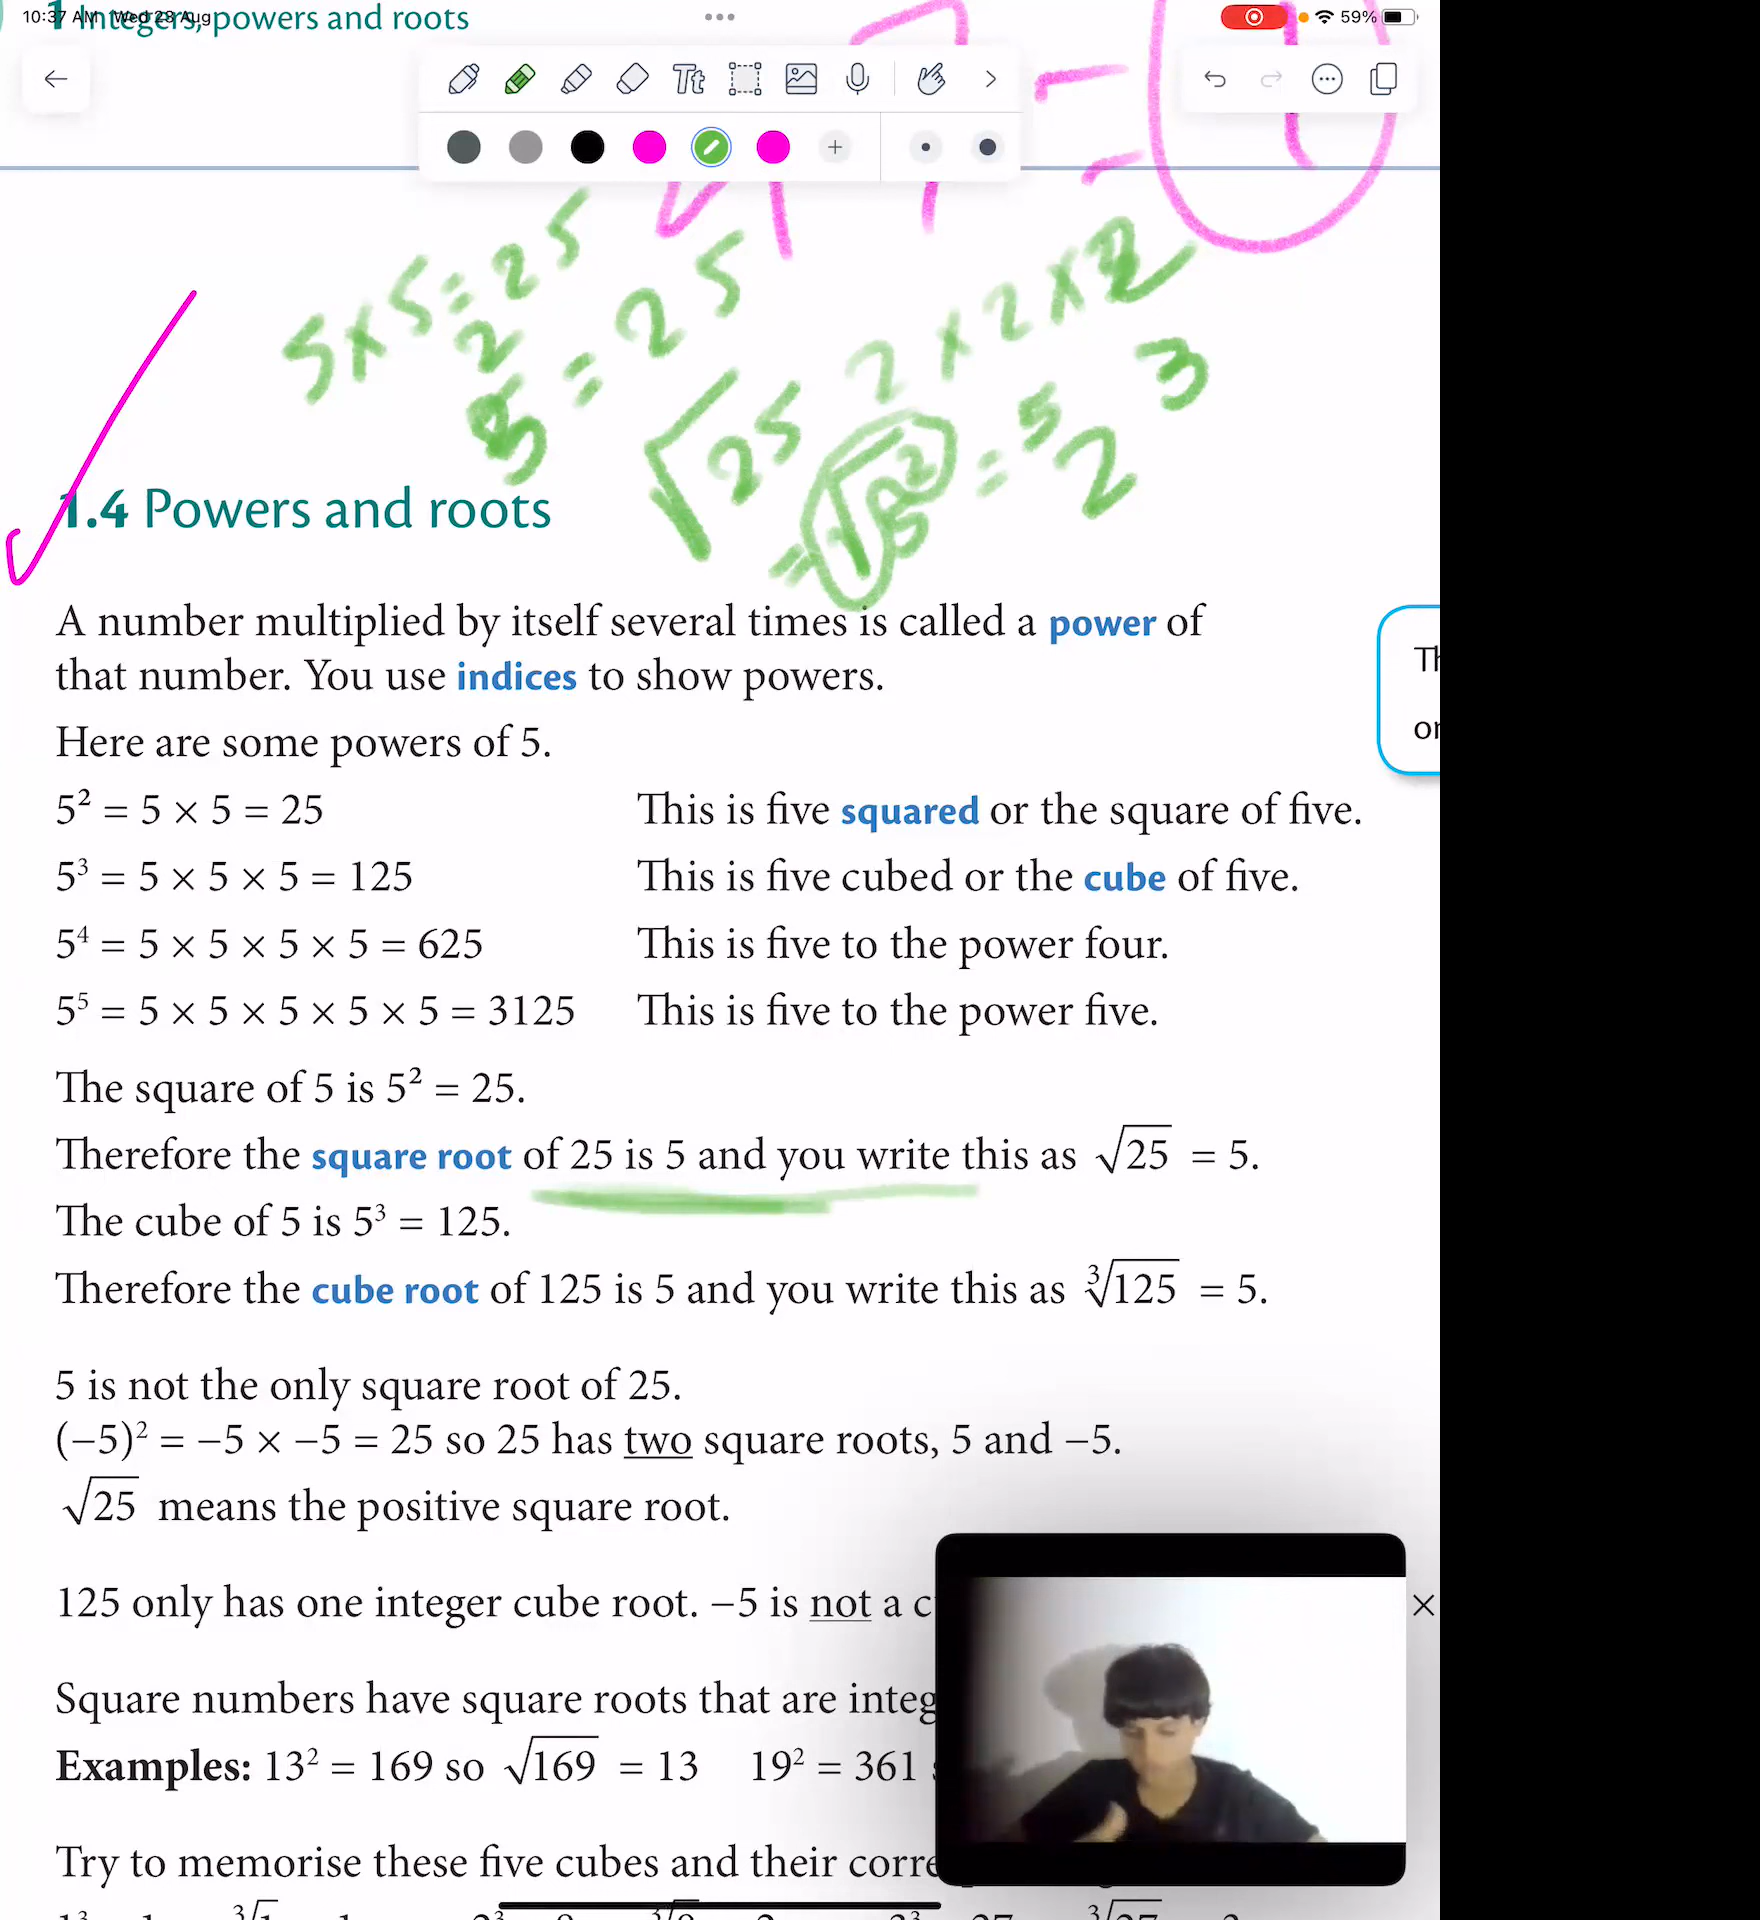 10:37 AM Wed 28 Aug
59%
1 Integers, powers and roots
Tt
5 × 5 = 25
5² = 25
2 × 2 × 2
√25
= √5² = 5
2³
1.4 Powers and roots
A number multiplied by itself several times is called a power of
that number. You use indices to show powers.
Here are some powers of 5.
5² = 5 × 5 = 25 This is five squared or the square of five.
5³ = 5 × 5 × 5 = 125 This is five cubed or the cube of five.
5⁴ = 5 × 5 × 5 × 5 = 625 This is five to the power four.
5⁵ = 5 × 5 × 5 × 5 × 5 = 3125 This is five to the power five.
The square of 5 is 5² = 25.
Therefore the square root of 25 is 5 and you write this as √25 = 5.
The cube of 5 is 5³ = 125.
Therefore the cube root of 125 is 5 and you write this as ³√125 = 5.
5 is not the only square root of 25.
(−5)² = −5 × −5 = 25 so 25 has two square roots, 5 and −5.
√25 means the positive square root.
125 only has one integer cube root. −5 is not a c
Square numbers have square roots that are integ
Examples: 13² = 169 so √169 = 13 19² = 361
Try to memorise these five cubes and their corre